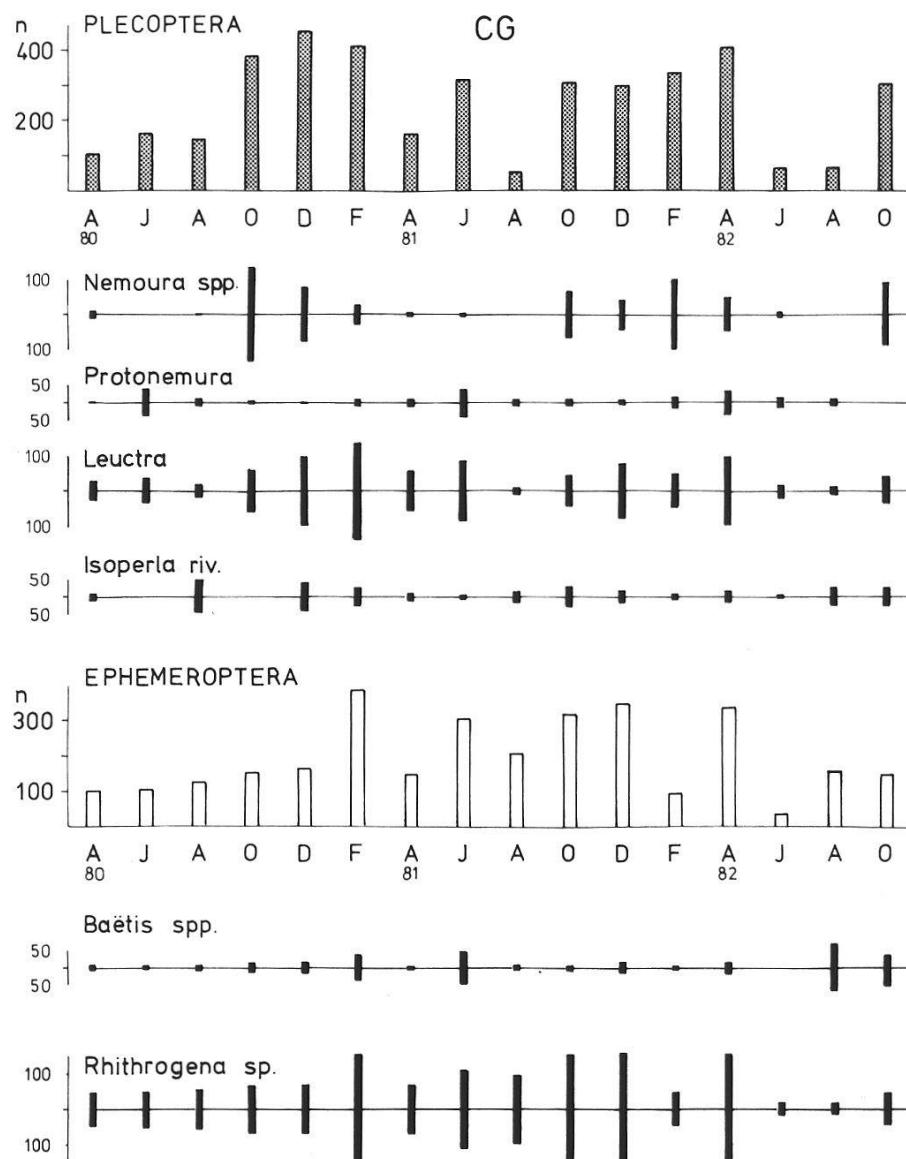 n PLECOPTERA CG
400
200
A J A O D F A J A O D F A J A O
80 81 82
Nemoura spp.
100
100
Protonemura
50
50
Leuctra
100
100
Isoperla riv.
50
50
EPHEMEROPTERA
n
300
100
A J A O D F A J A O D F A J A O
80 81 82
Baëtis spp.
50
50
Rhithrogena sp.
100
100